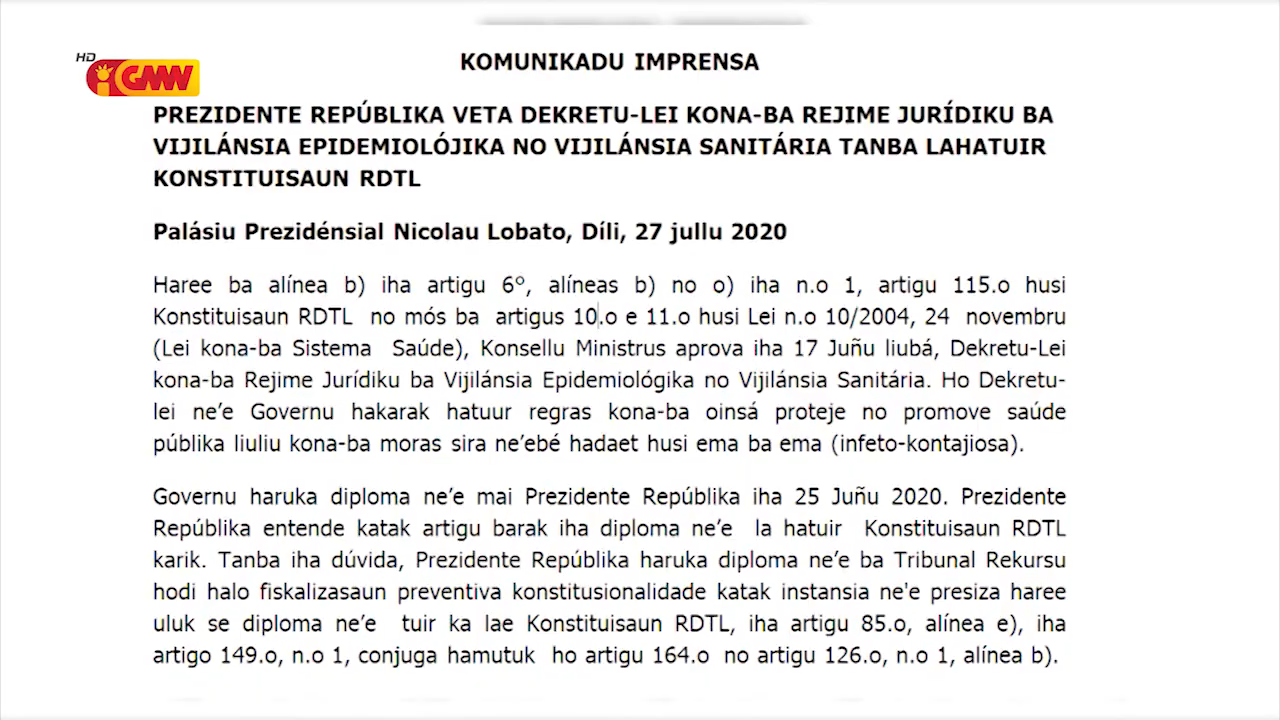 HD
GMN
KOMUNIKADU IMPRENSA
PREZIDENTE REPÚBLIKA VETA DEKRETU-LEI KONA-BA REJIME JURÍDIKU BA
VIJILÁNSIA EPIDEMIOLÓJIKA NO VIJILÁNSIA SANITÁRIA TANBA LAHATUIR
KONSTITUISAUN RDTL
Palásiu Prezidénsial Nicolau Lobato, Díli, 27 jullu 2020
Haree ba alínea b) iha artigu 6º, alíneas b) no o) iha n.o 1, artigu 115.o husi
Konstituisaun RDTL no mós ba artigus 10.o e 11.o husi Lei n.o 10/2004, 24 novembru
(Lei kona-ba Sistema Saúde), Konsellu Ministrus aprova iha 17 Juñu liubá, Dekretu-Lei
kona-ba Rejime Jurídiku ba Vijilánsia Epidemiológika no Vijilánsia Sanitária. Ho Dekretu-
lei ne’e Governu hakarak hatuur regras kona-ba oinsá proteje no promove saúde
públika liuliu kona-ba moras sira ne’ebé hadaet husi ema ba ema (infeto-kontajiosa).
Governu haruka diploma ne’e mai Prezidente Repúblika iha 25 Juñu 2020. Prezidente
Repúblika entende katak artigu barak iha diploma ne’e la hatuir Konstituisaun RDTL
karik. Tanba iha dúvida, Prezidente Repúblika haruka diploma ne’e ba Tribunal Rekursu
hodi halo fiskalizasaun preventiva konstitusionalidade katak instansia ne'e presiza haree
uluk se diploma ne’e tuir ka lae Konstituisaun RDTL, iha artigu 85.o, alínea e), iha
artigo 149.o, n.o 1, conjuga hamutuk ho artigu 164.o no artigu 126.o, n.o 1, alínea b).